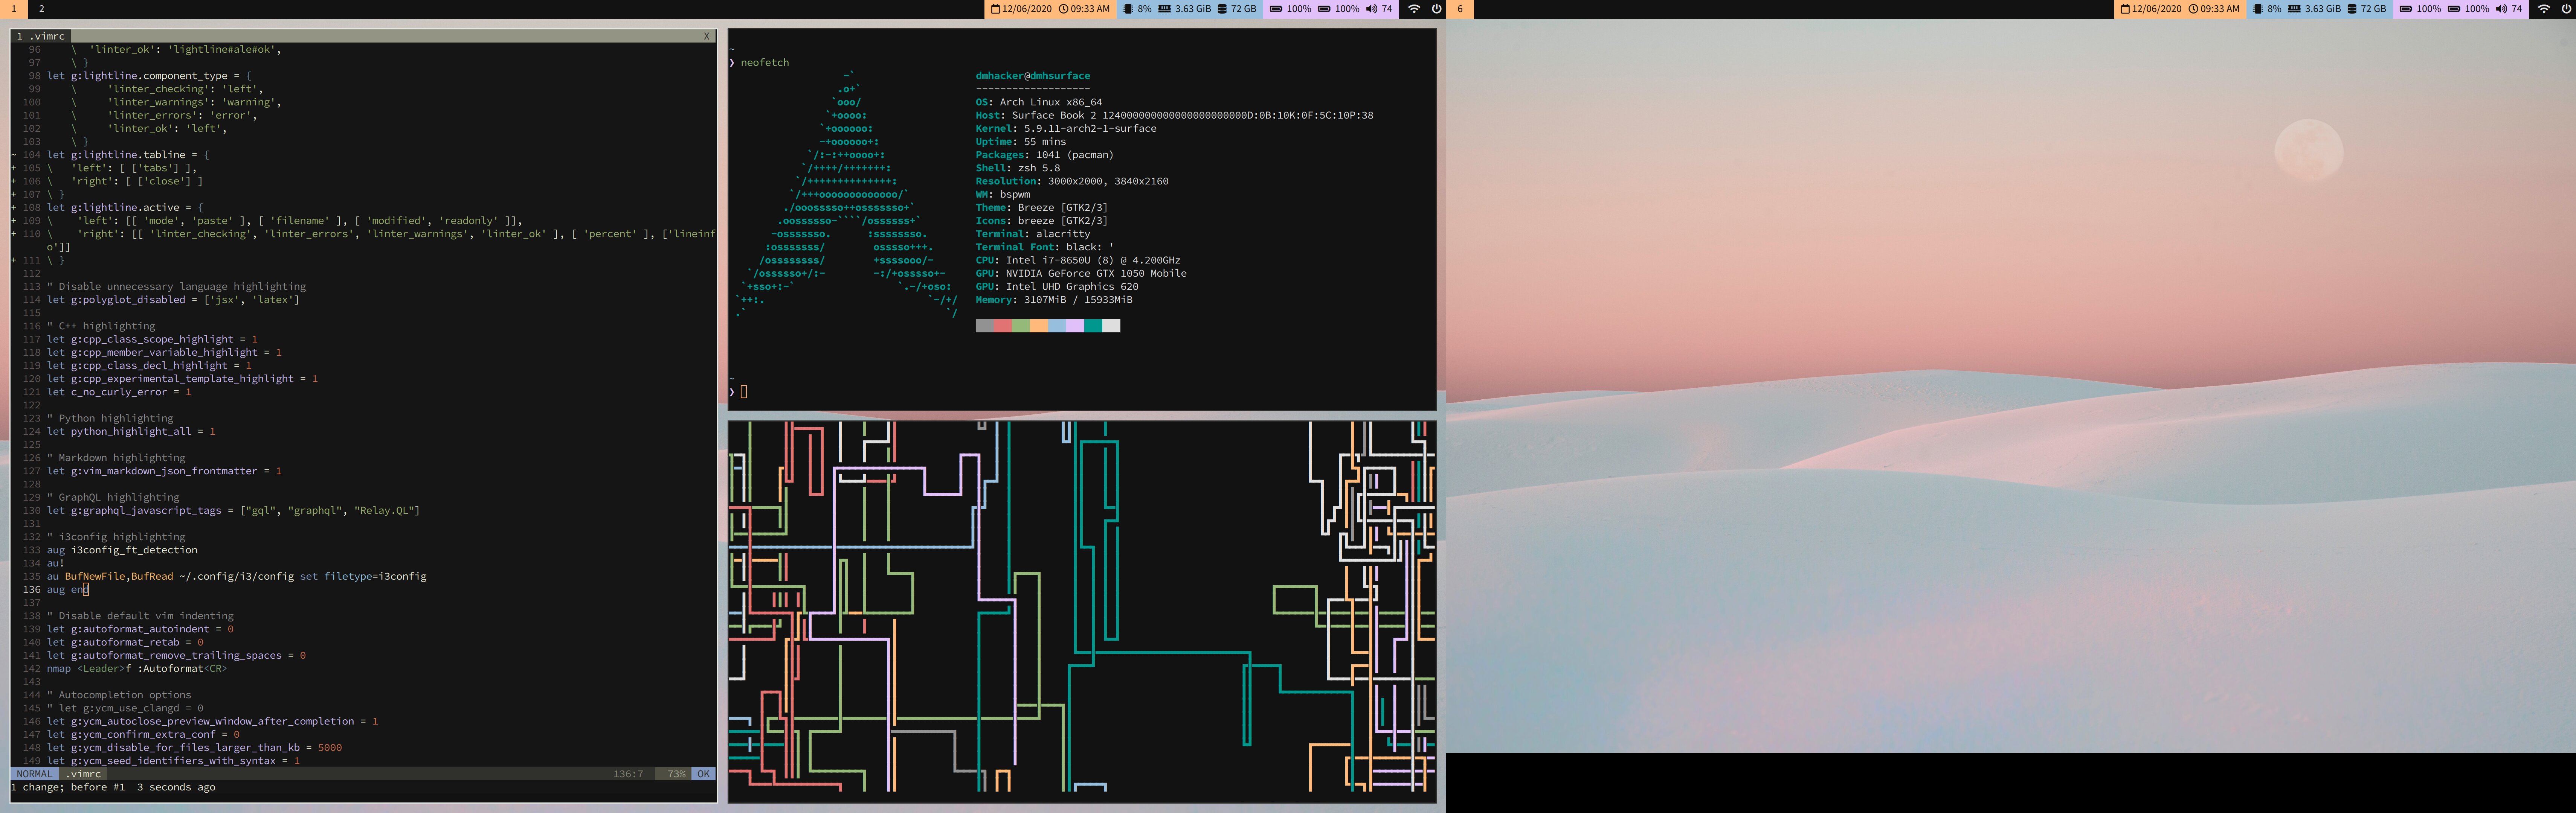 1 2 12/06/2020 09:33 AM 8% 3.63 GiB 72 GB 100% 100% 74
6 12/06/2020 09:33 AM 8% 3.63 GiB 72 GB 100% 100% 74
1 .vimrc X
96     \  'linter_ok': 'lightline#ale#ok',
97     \ }
98 let g:lightline.component_type = {
99     \     'linter_checking': 'left',
100     \     'linter_warnings': 'warning',
101     \     'linter_errors': 'error',
102     \     'linter_ok': 'left',
103     \ }
~ 104 let g:lightline.tabline = {
+ 105 \   'left': [ ['tabs'] ],
+ 106 \   'right': [ ['close'] ]
+ 107 \ }
+ 108 let g:lightline.active = {
+ 109 \    'left': [[ 'mode', 'paste' ], [ 'filename' ], [ 'modified', 'readonly' ]],
+ 110 \    'right': [[ 'linter_checking', 'linter_errors', 'linter_warnings', 'linter_ok' ], [ 'percent' ], ['lineinf
o']]
+ 111 \ }
112
113 " Disable unnecessary language highlighting
114 let g:polyglot_disabled = ['jsx', 'latex']
115
116 " C++ highlighting
117 let g:cpp_class_scope_highlight = 1
118 let g:cpp_member_variable_highlight = 1
119 let g:cpp_class_decl_highlight = 1
120 let g:cpp_experimental_template_highlight = 1
121 let c_no_curly_error = 1
122
123 " Python highlighting
124 let python_highlight_all = 1
125
126 " Markdown highlighting
127 let g:vim_markdown_json_frontmatter = 1
128
129 " GraphQL highlighting
130 let g:graphql_javascript_tags = ["gql", "graphql", "Relay.QL"]
131
132 " i3config highlighting
133 aug i3config_ft_detection
134 au!
135 au BufNewFile,BufRead ~/.config/i3/config set filetype=i3config
136 aug end
137
138 " Disable default vim indenting
139 let g:autoformat_autoindent = 0
140 let g:autoformat_retab = 0
141 let g:autoformat_remove_trailing_spaces = 0
142 nmap <Leader>f :Autoformat<CR>
143
144 " Autocompletion options
145 " let g:ycm_use_clangd = 0
146 let g:ycm_autoclose_preview_window_after_completion = 1
147 let g:ycm_confirm_extra_conf = 0
148 let g:ycm_disable_for_files_larger_than_kb = 5000
149 let g:ycm_seed_identifiers_with_syntax = 1
NORMAL .vimrc 136:7 73% OK
1 change; before #1  3 seconds ago
~
❯ neofetch
dmhacker@dmhsurface
-------------------
OS: Arch Linux x86_64
Host: Surface Book 2 124000000000000000000000D:0B:10K:0F:5C:10P:38
Kernel: 5.9.11-arch2-1-surface
Uptime: 55 mins
Packages: 1041 (pacman)
Shell: zsh 5.8
Resolution: 3000x2000, 3840x2160
WM: bspwm
Theme: Breeze [GTK2/3]
Icons: breeze [GTK2/3]
Terminal: alacritty
Terminal Font: black: '
CPU: Intel i7-8650U (8) @ 4.200GHz
GPU: NVIDIA GeForce GTX 1050 Mobile
GPU: Intel UHD Graphics 620
Memory: 3107MiB / 15933MiB
~
❯